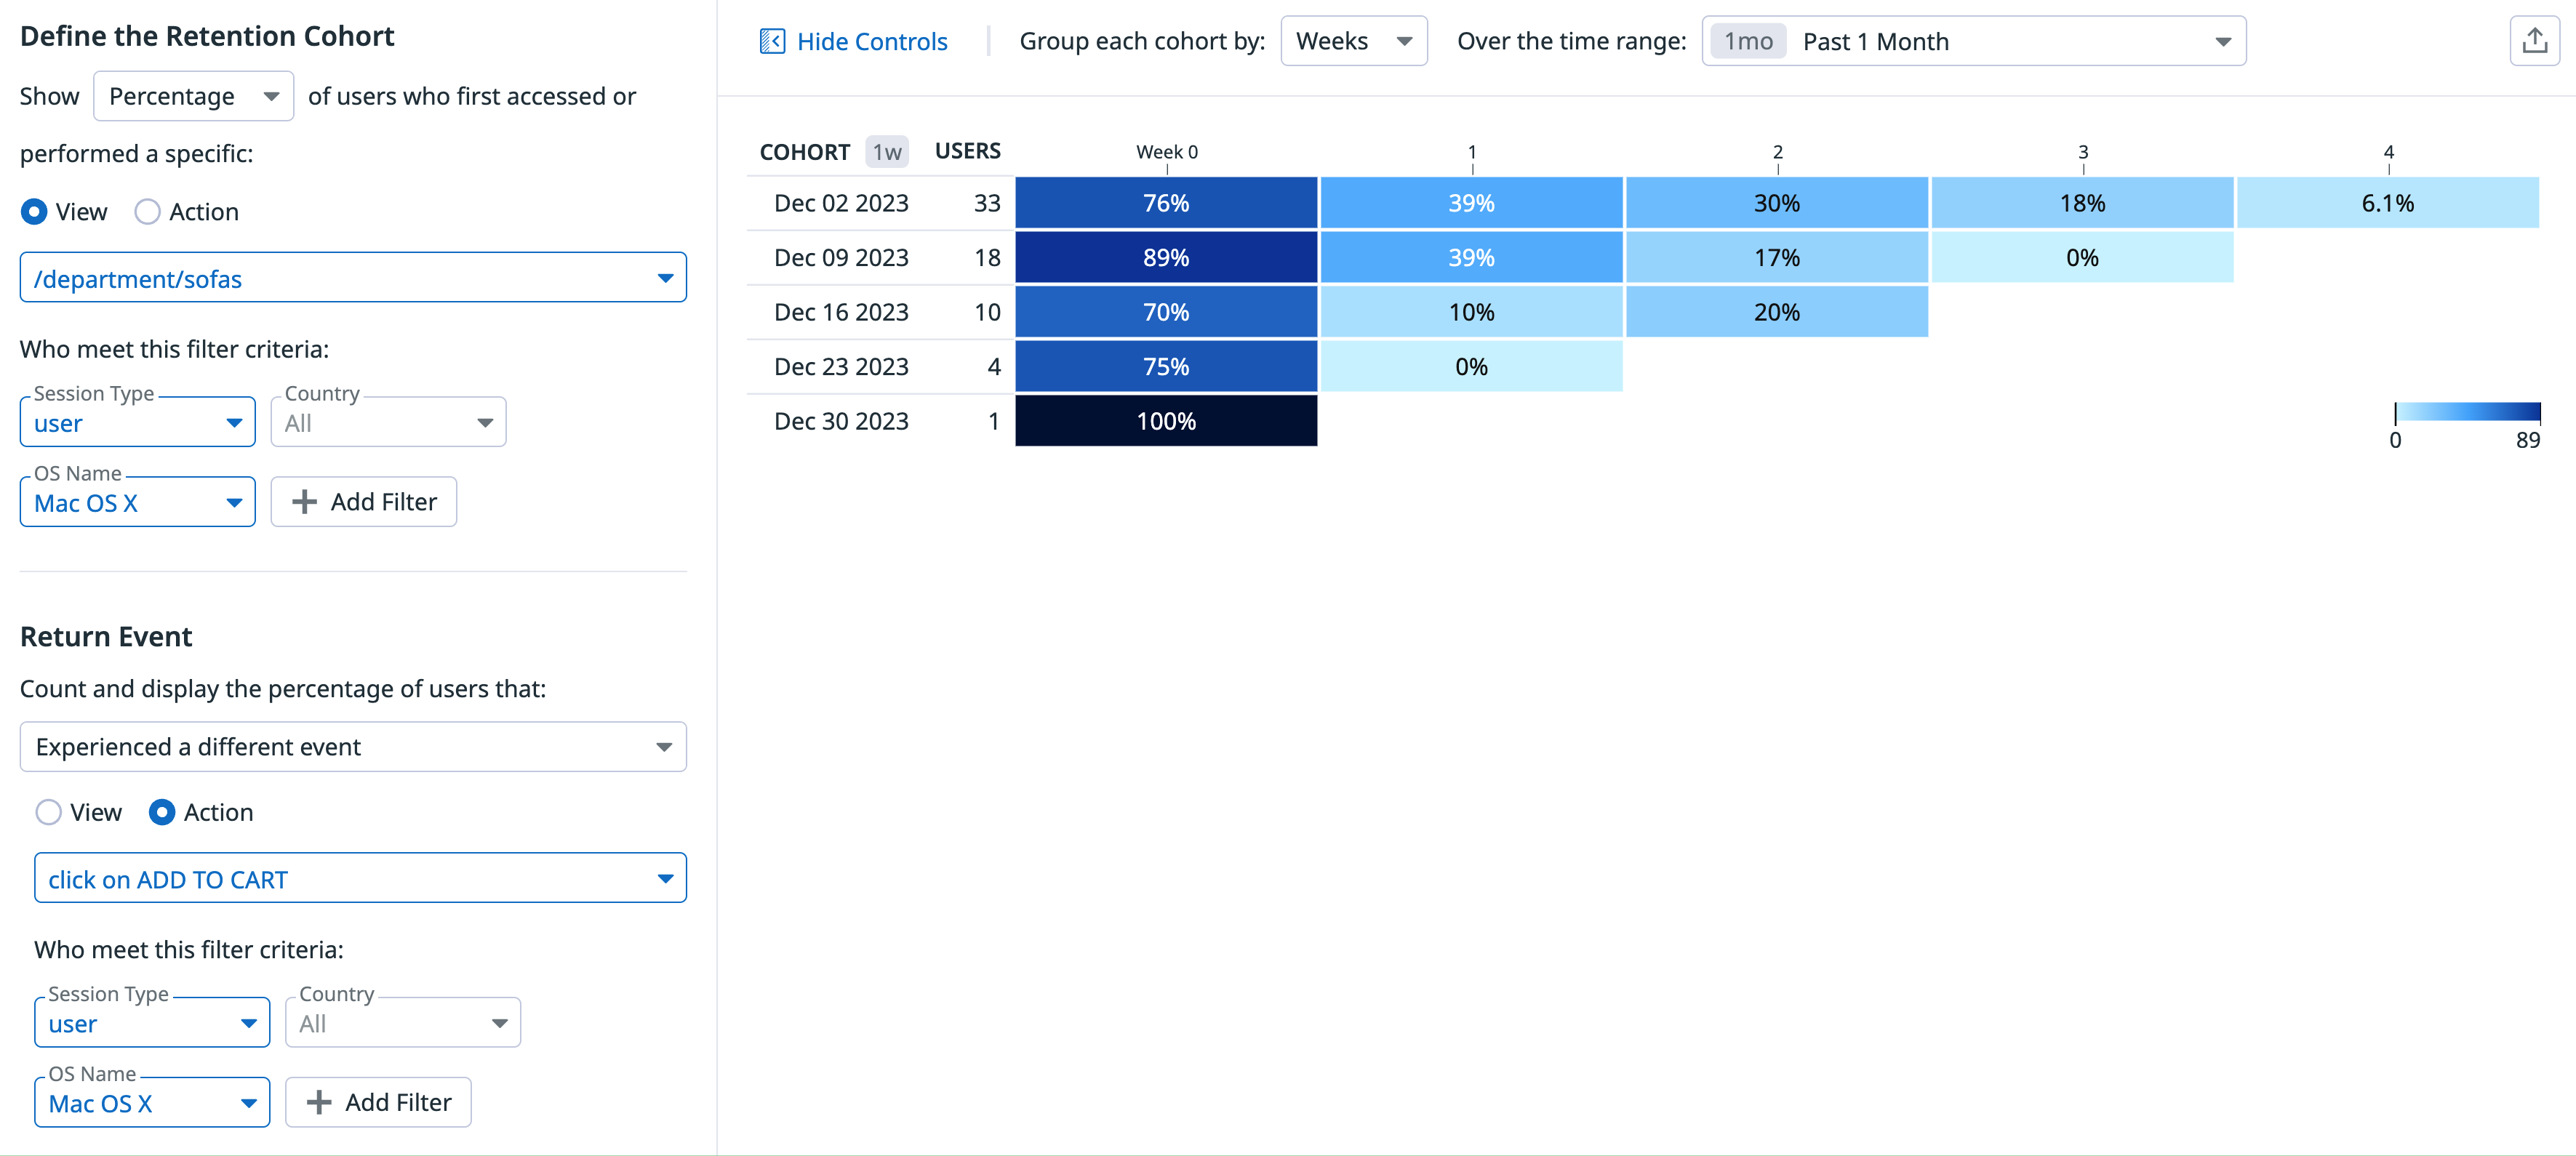 Define the Retention Cohort
Show Percentage of users who first accessed or
performed a specific:
View Action
/department/sofas
Who meet this filter criteria:
Session Type Country
user All
OS Name
Mac OS X Add Filter
Return Event
Count and display the percentage of users that:
Experienced a different event
View Action
click on ADD TO CART
Who meet this filter criteria:
Session Type Country
user All
OS Name
Mac OS X Add Filter
Hide Controls Group each cohort by: Weeks Over the time range: 1mo Past 1 Month
COHORT 1w USERS Week 0 1 2 3 4
Dec 02 2023 33 76% 39% 30% 18% 6.1%
Dec 09 2023 18 89% 39% 17% 0%
Dec 16 2023 10 70% 10% 20%
Dec 23 2023 4 75% 0%
Dec 30 2023 1 100%
0 89